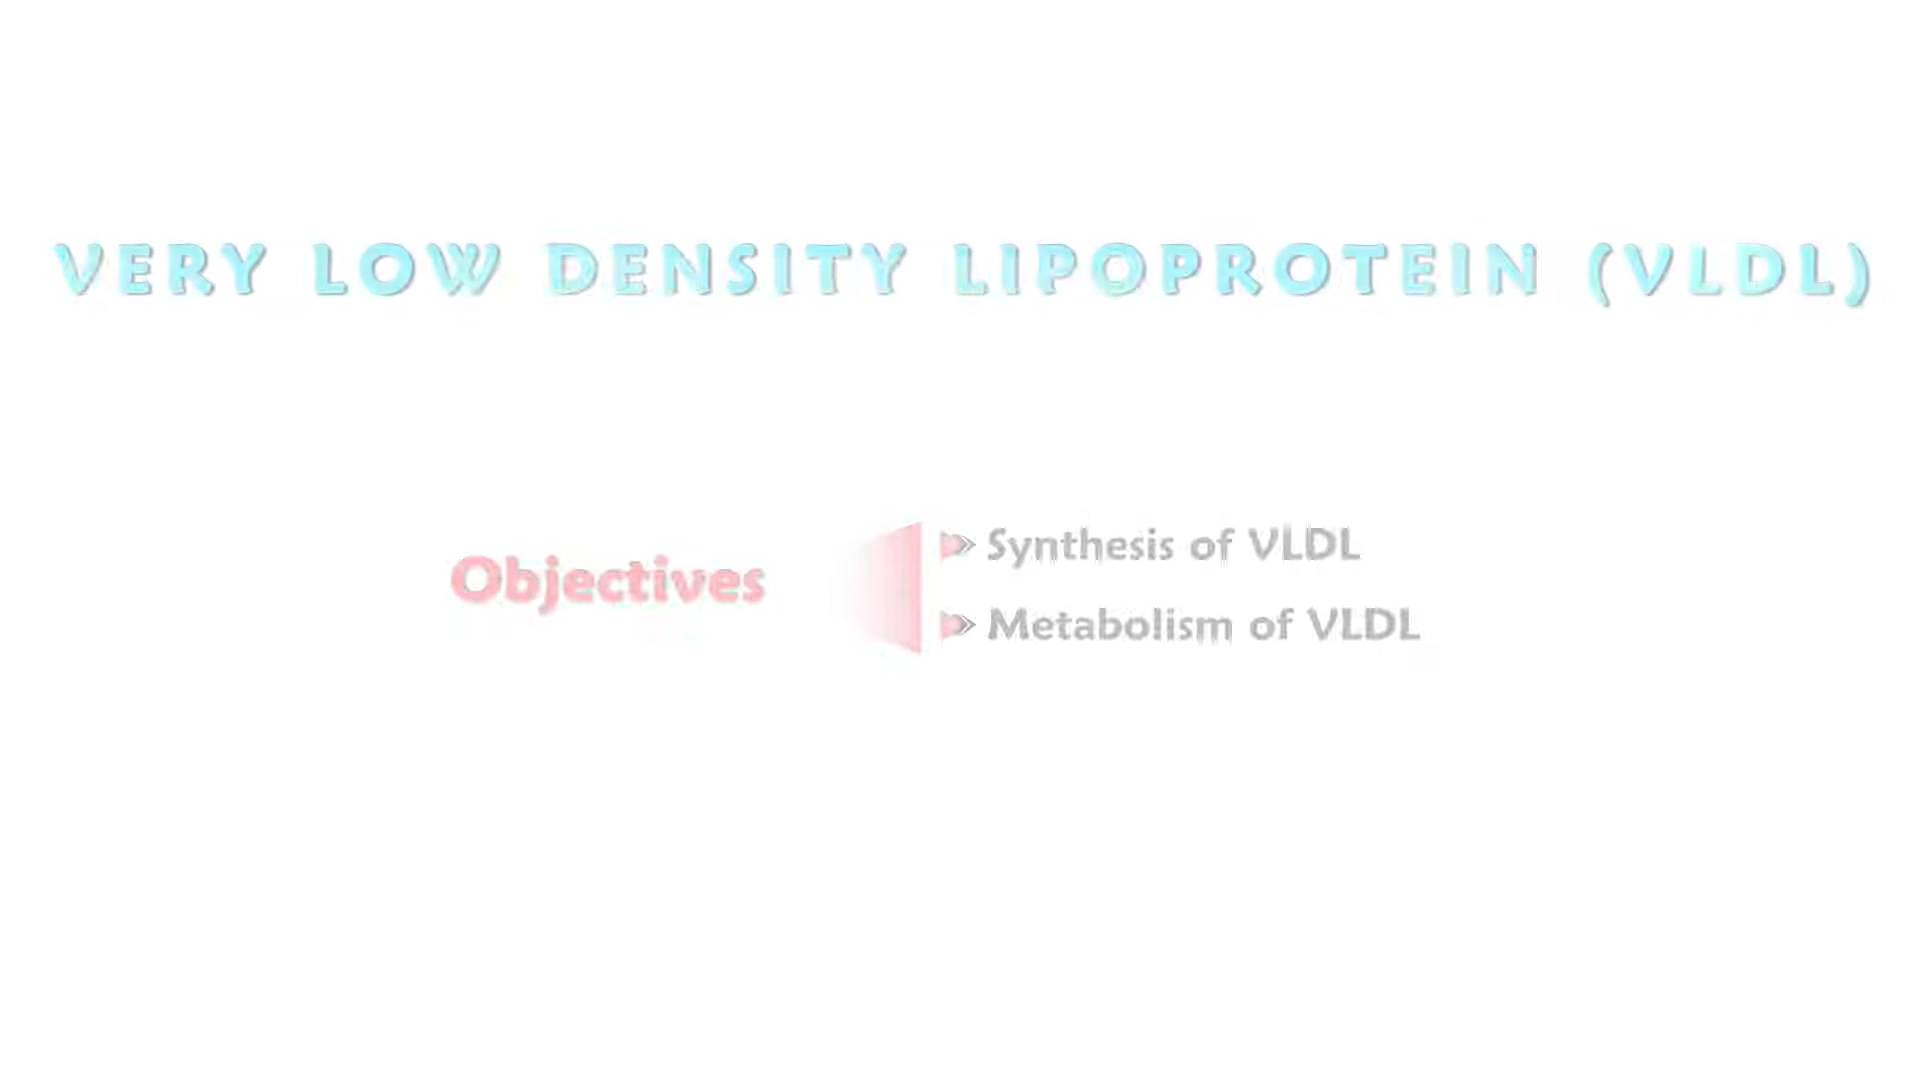 VERY LOW DENSITY LIPOPROTEIN (VLDL)
Objectives
Synthesis of VLDL
Metabolism of VLDL